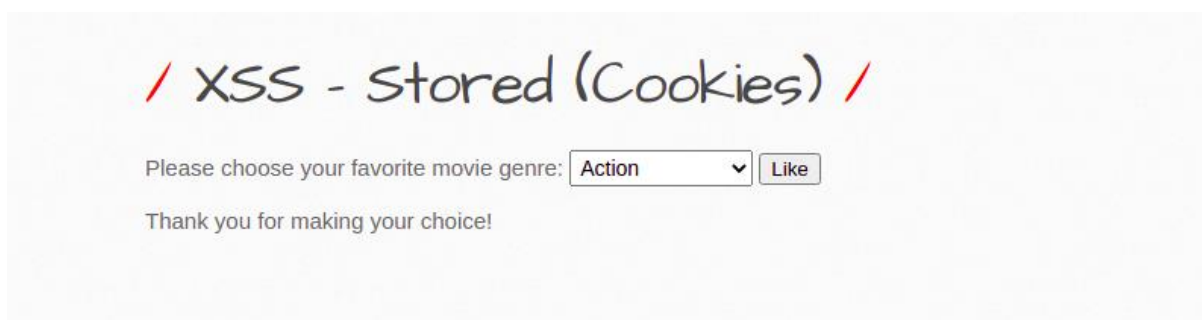 / XSS - Stored (Cookies) /
Please choose your favorite movie genre: Action Like
Thank you for making your choice!